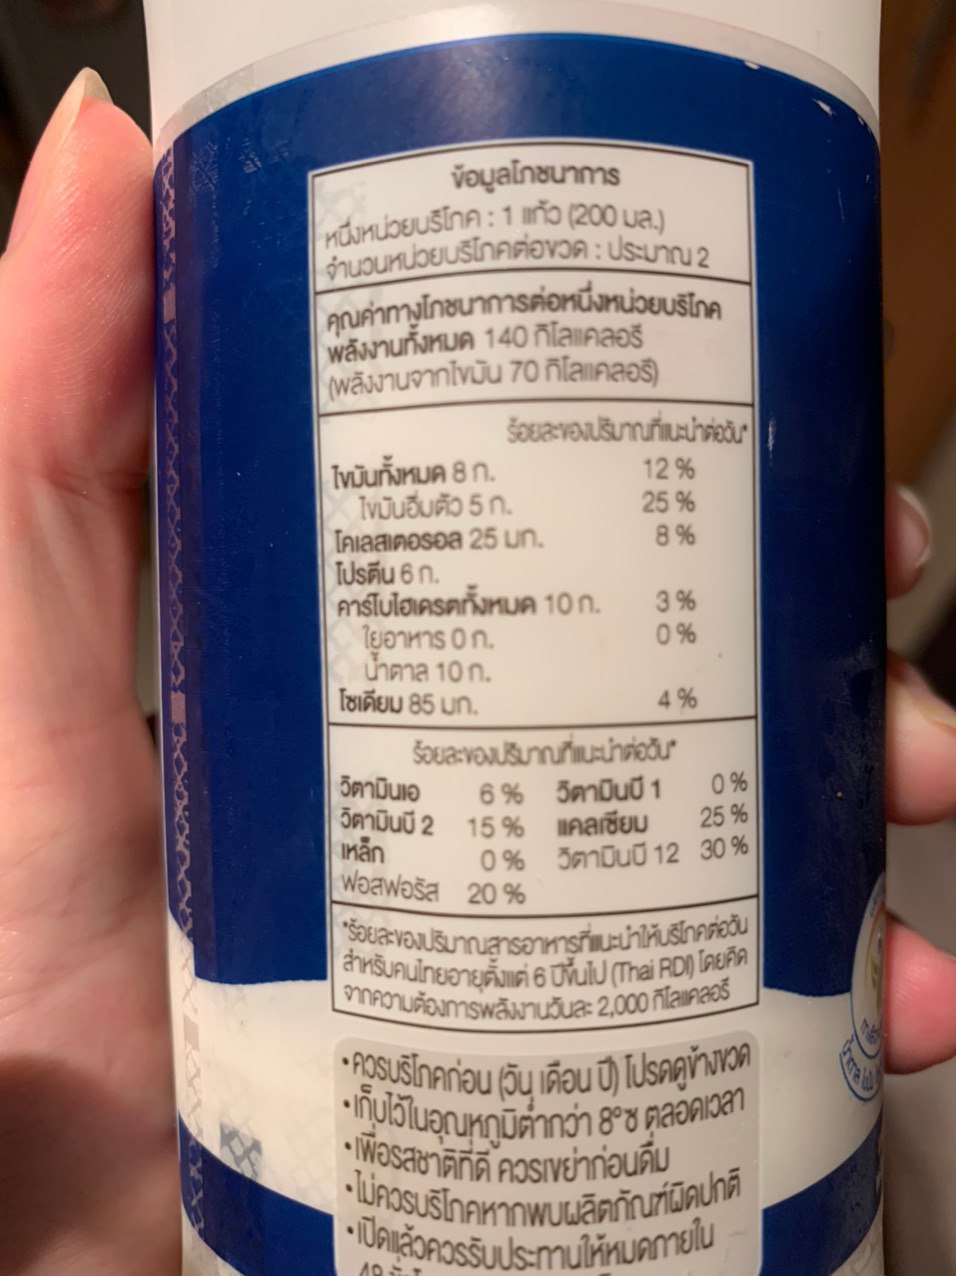 ข้อมูลโภชนาการ
หนึ่งหน่วยบริโภค : 1 แก้ว (200 มล.)
จำนวนหน่วยบริโภคต่อขวด : ประมาณ 2
คุณค่าทางโภชนาการต่อหนึ่งหน่วยบริโภค
พลังงานทั้งหมด 140 กิโลแคลอรี
(พลังงานจากไขมัน 70 กิโลแคลอรี)
ร้อยละของปริมาณที่แนะนำต่อวัน*
ไขมันทั้งหมด 8 ก. 12 %
ไขมันอิ่มตัว 5 ก. 25 %
โคเลสเตอรอล 25 มก. 8 %
โปรตีน 6 ก.
คาร์โบไฮเดรตทั้งหมด 10 ก. 3 %
ใยอาหาร 0 ก. 0 %
น้ำตาล 10 ก.
โซเดียม 85 มก. 4 %
ร้อยละของปริมาณที่แนะนำต่อวัน*
วิตามินเอ 6 % วิตามินบี 1 0 %
วิตามินบี 2 15 % แคลเซียม 25 %
เหล็ก 0 % วิตามินบี 12 30 %
ฟอสฟอรัส 20 %
*ร้อยละของปริมาณสารอาหารที่แนะนำให้บริโภคต่อวัน
สำหรับคนไทยอายุตั้งแต่ 6 ปีขึ้นไป (Thai RDI) โดยคิด
จากความต้องการพลังงานวันละ 2,000 กิโลแคลอรี
•ควรบริโภคก่อน (วัน เดือน ปี) โปรดดูข้างขวด
•เก็บไว้ในอุณหภูมิต่ำกว่า 8°ซ ตลอดเวลา
•เพื่อรสชาติที่ดี ควรเขย่าก่อนดื่ม
•ไม่ควรบริโภคหากพบผลิตภัณฑ์ผิดปกติ
•เปิดแล้วควรรับประทานให้หมดภายใน
48